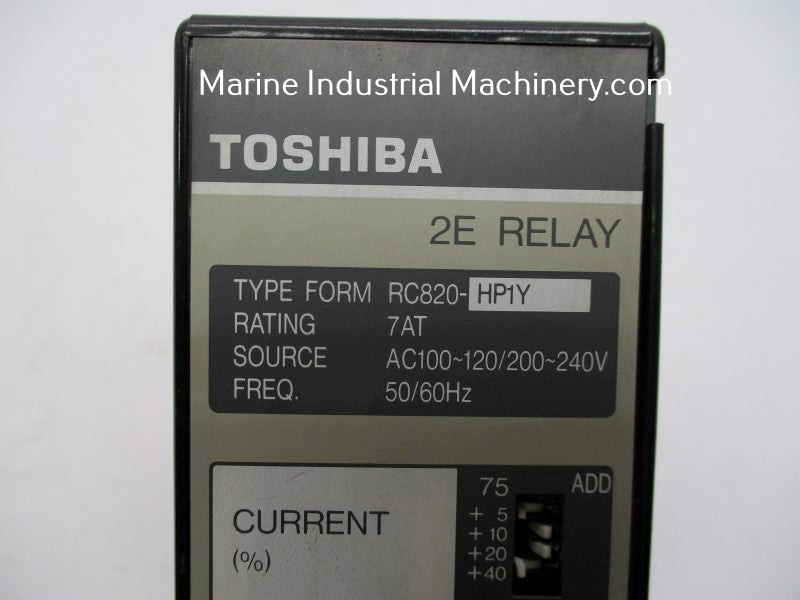 Marine Industrial Machinery.com
TOSHIBA
2E RELAY
TYPE FORM RC820-HP1Y
RATING 7AT
SOURCE AC100~120/200~240V
FREQ. 50/60Hz
75 ADD
CURRENT + 5
(%) +10
+20
+40